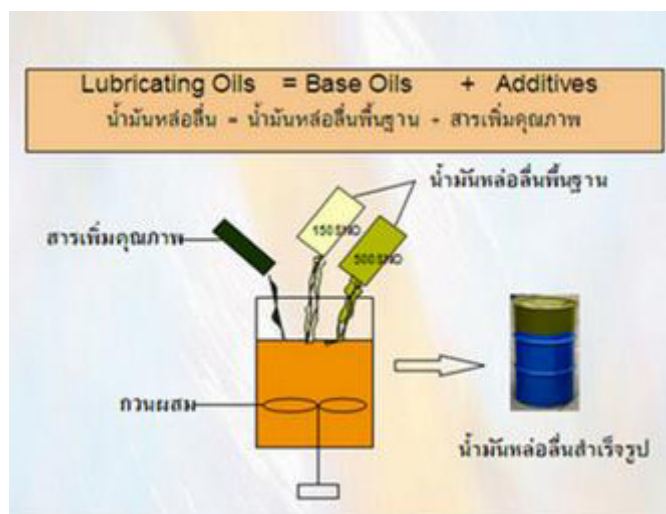 Lubricating Oils = Base Oils + Additives
น้ำมันหล่อลื่น = น้ำมันหล่อลื่นพื้นฐาน + สารเพิ่มคุณภาพ
น้ำมันหล่อลื่นพื้นฐาน
สารเพิ่มคุณภาพ
150 SNO
500 SNO
กวนผสม
น้ำมันหล่อลื่นสำเร็จรูป